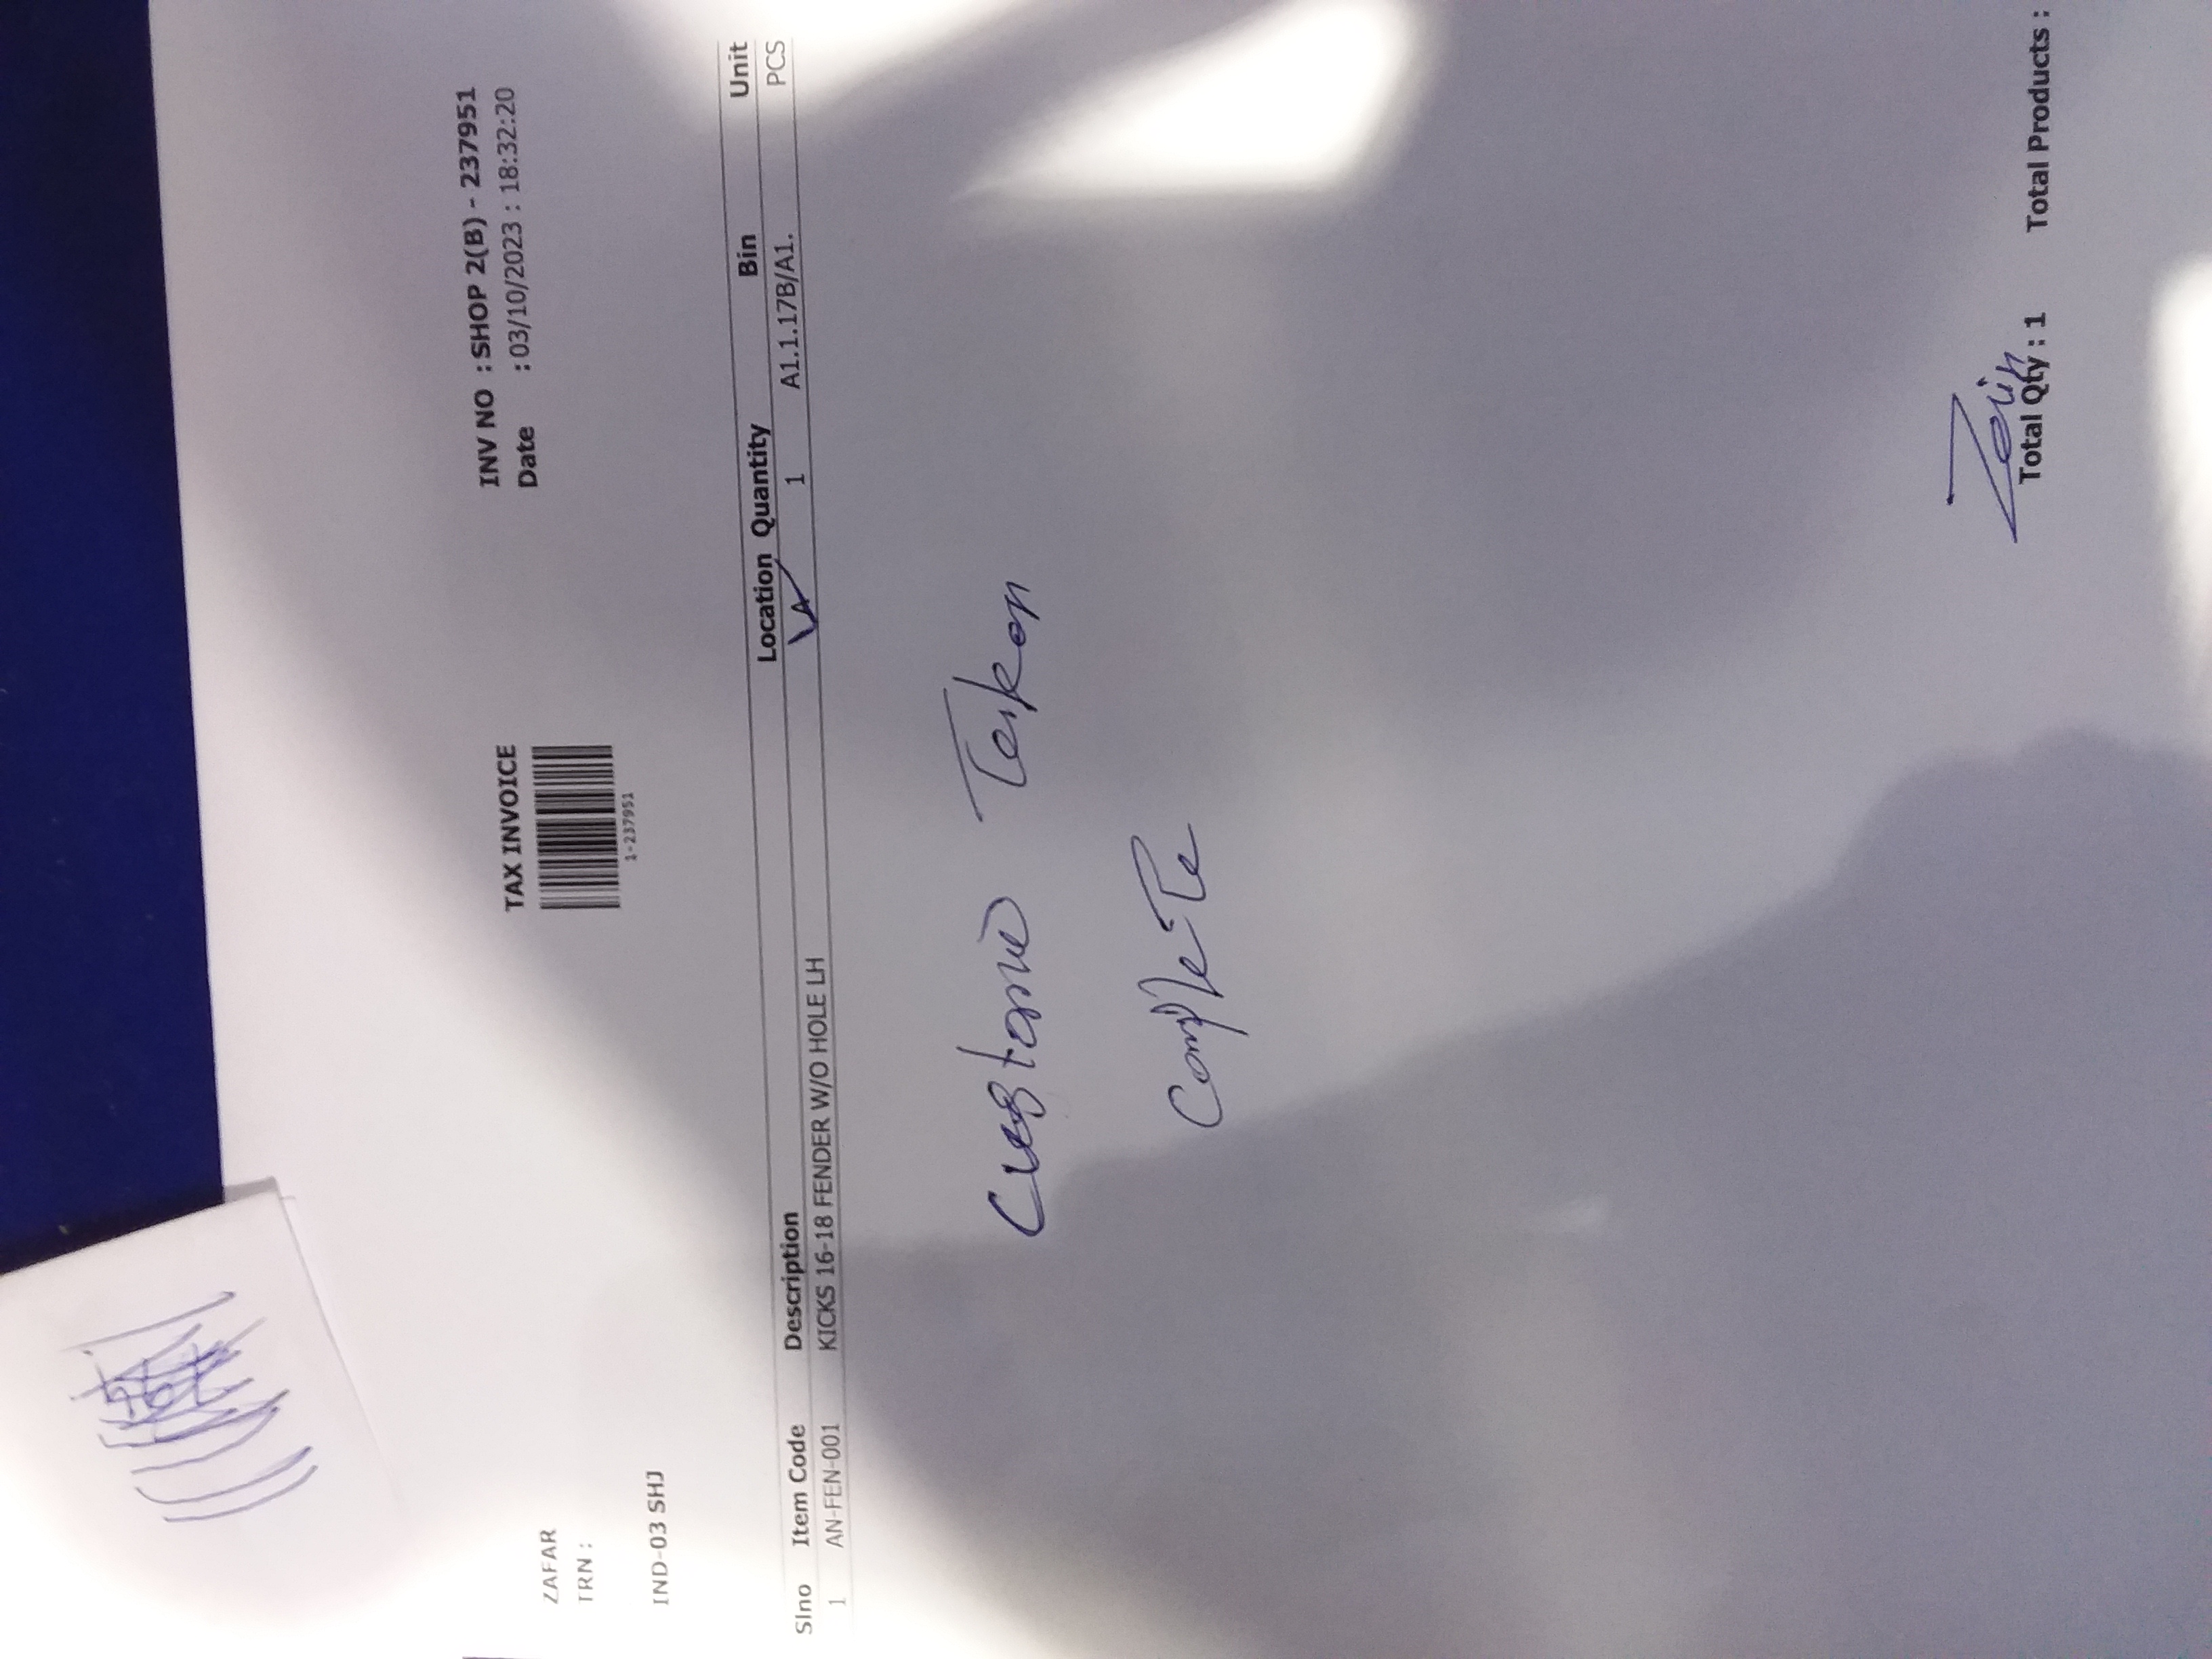 TAX INVOICE
INV NO : SHOP 2(B) - 237951
Date : 03/10/2023 : 18:32:20
1-237951
ZAFAR
TRN :
IND-03 SHJ
Slno Item Code Description Location Quantity Bin Unit
1 AN-FEN-001 KICKS 16-18 FENDER W/O HOLE LH A 1 A1.1.17B/A1. PCS
Taken
Complete
Total Qty : 1 Total Products :